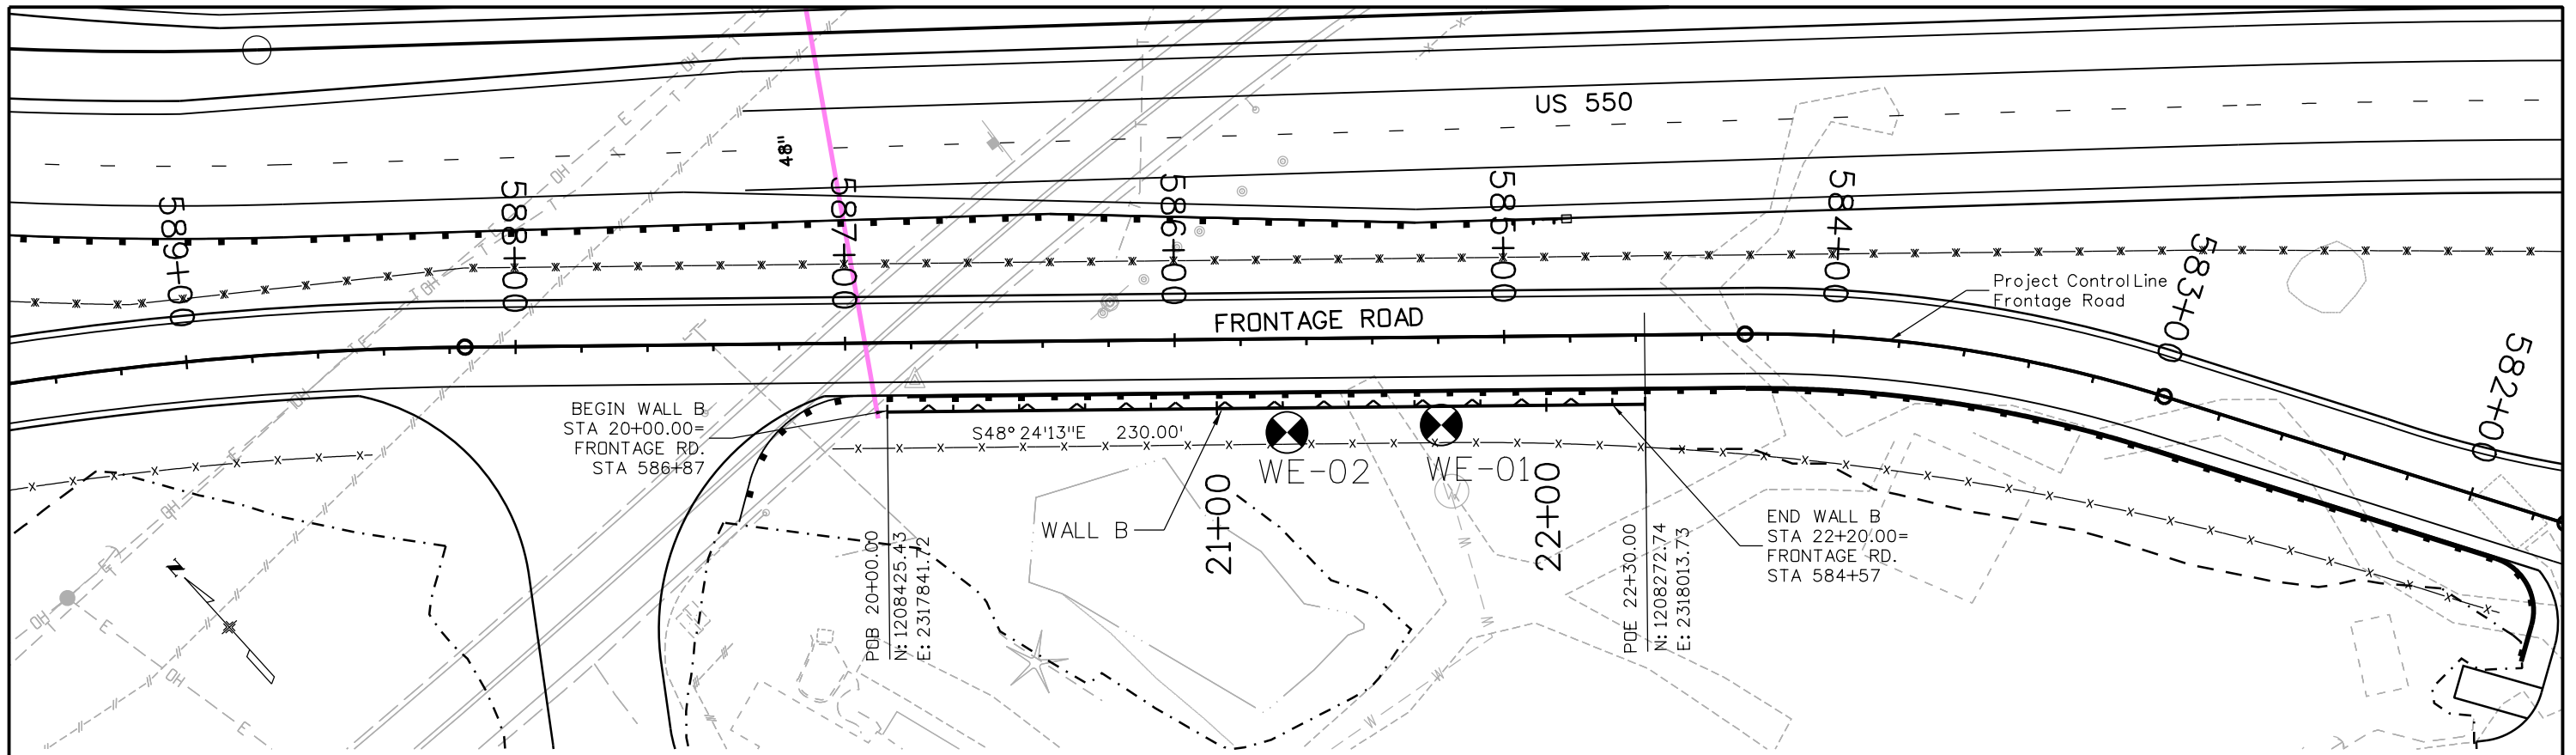 US 550
48"
589+0
588+00
587+00
586+00
585+00
584+00
583+00
582+00
Project Control Line
Frontage Road
FRONTAGE ROAD
BEGIN WALL B
STA 20+00.00=
FRONTAGE RD.
STA 586+87
S48°24'13"E 230.00'
WE-02
WE-01
WALL B
21+00
22+00
END WALL B
STA 22+20.00=
FRONTAGE RD.
STA 584+57
POB 20+00.00
N: 1208425.43
E: 2317841.72
POE 22+30.00
N: 1208272.74
E: 2318013.73
N